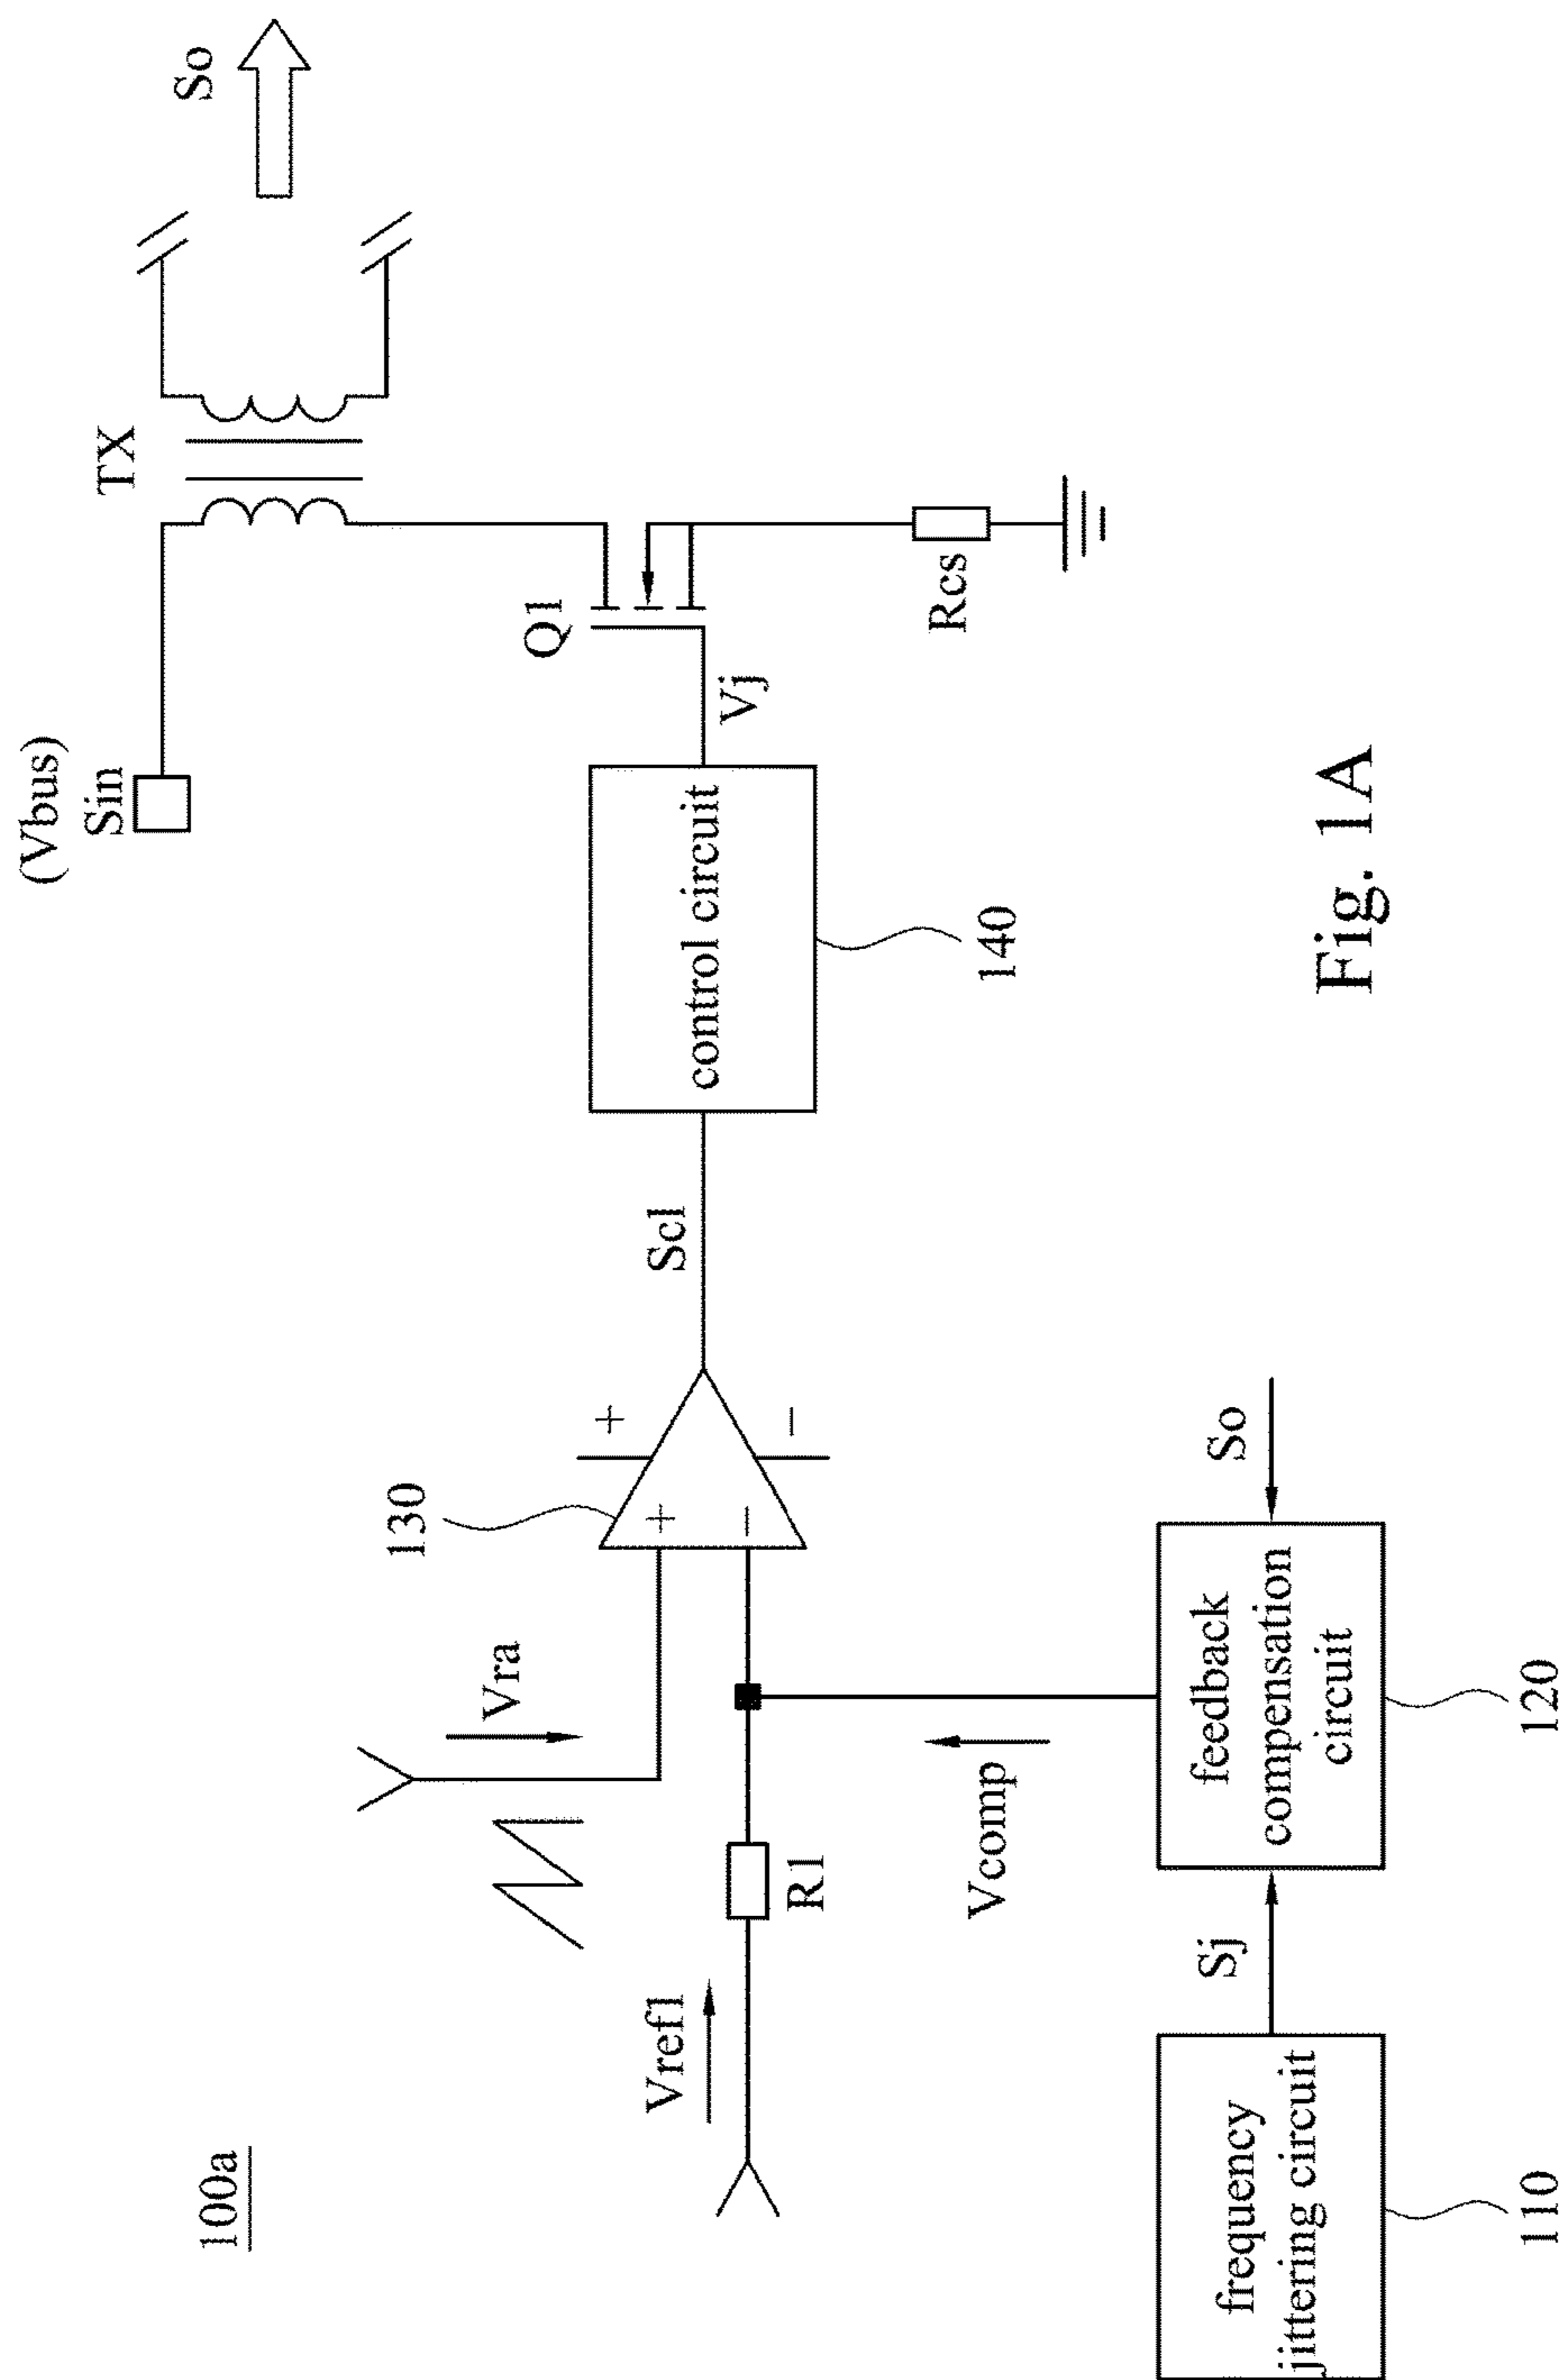 100a
(Vbus)
Sin
TX
So
130
Vra
Q1
+
+
−
−
Vref1
R1
Sc1
control circuit
Vj
140
Rcs
Vcomp
frequency
jittering circuit
110
Sj
feedback
compensation
circuit
120
So
Fig. 1A